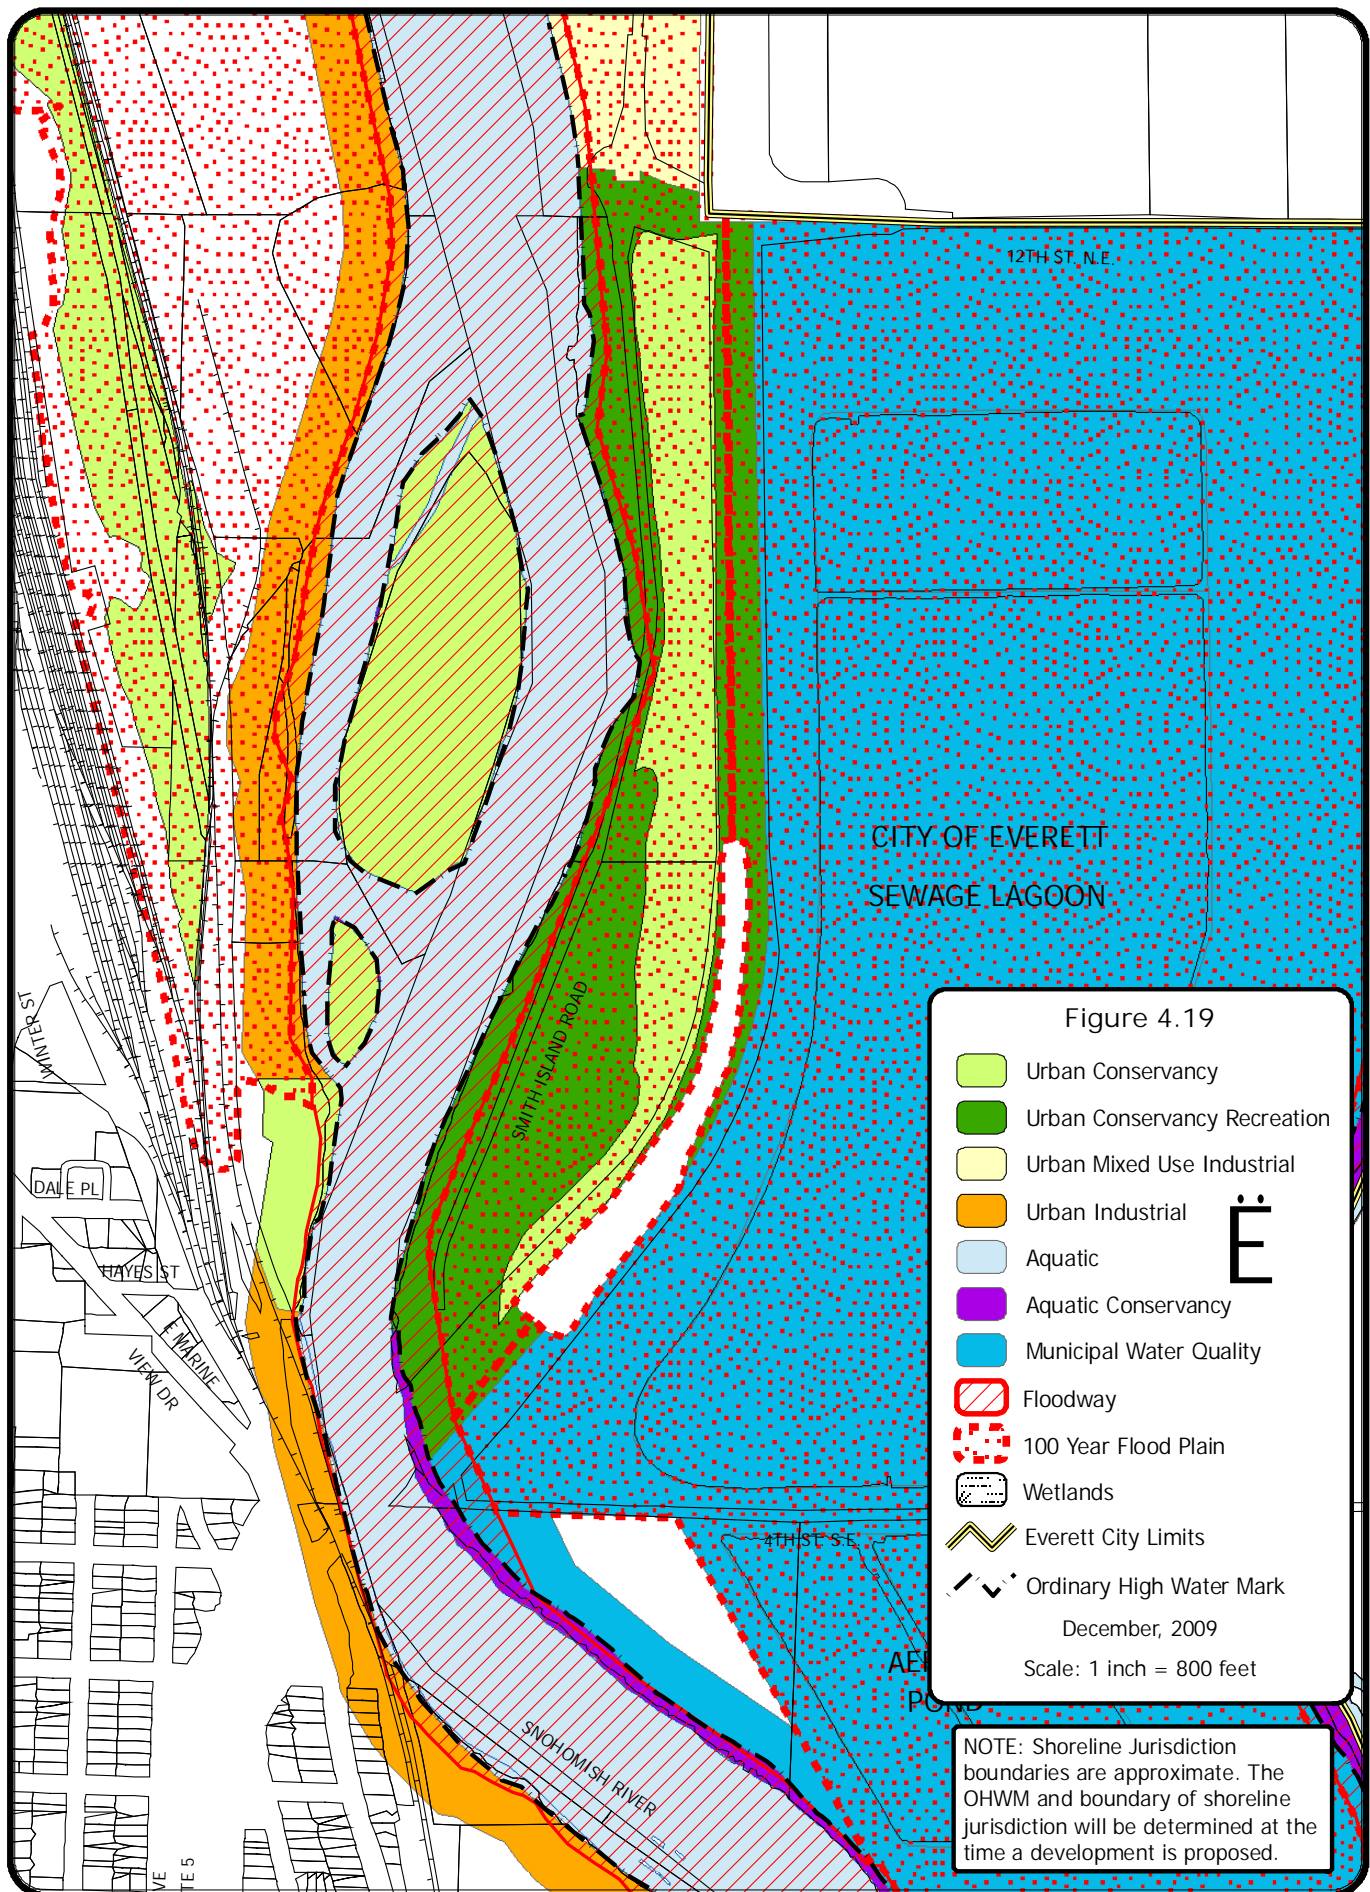 12TH ST. N.E.
CITY OF EVERETT
SEWAGE LAGOON
SMITH ISLAND ROAD
WINTER ST
DALE PL
HAYES ST
E MARINE
VIEW DR
4TH ST. S.E.
SNOHOMISH RIVER
POND
TE 5
Figure 4.19
Urban Conservancy
Urban Conservancy Recreation
Urban Mixed Use Industrial
Urban Industrial
Ë
Aquatic
Aquatic Conservancy
Municipal Water Quality
Floodway
100 Year Flood Plain
Wetlands
Everett City Limits
Ordinary High Water Mark
December, 2009
Scale: 1 inch = 800 feet
NOTE: Shoreline Jurisdiction
boundaries are approximate. The
OHWM and boundary of shoreline
jurisdiction will be determined at the
time a development is proposed.